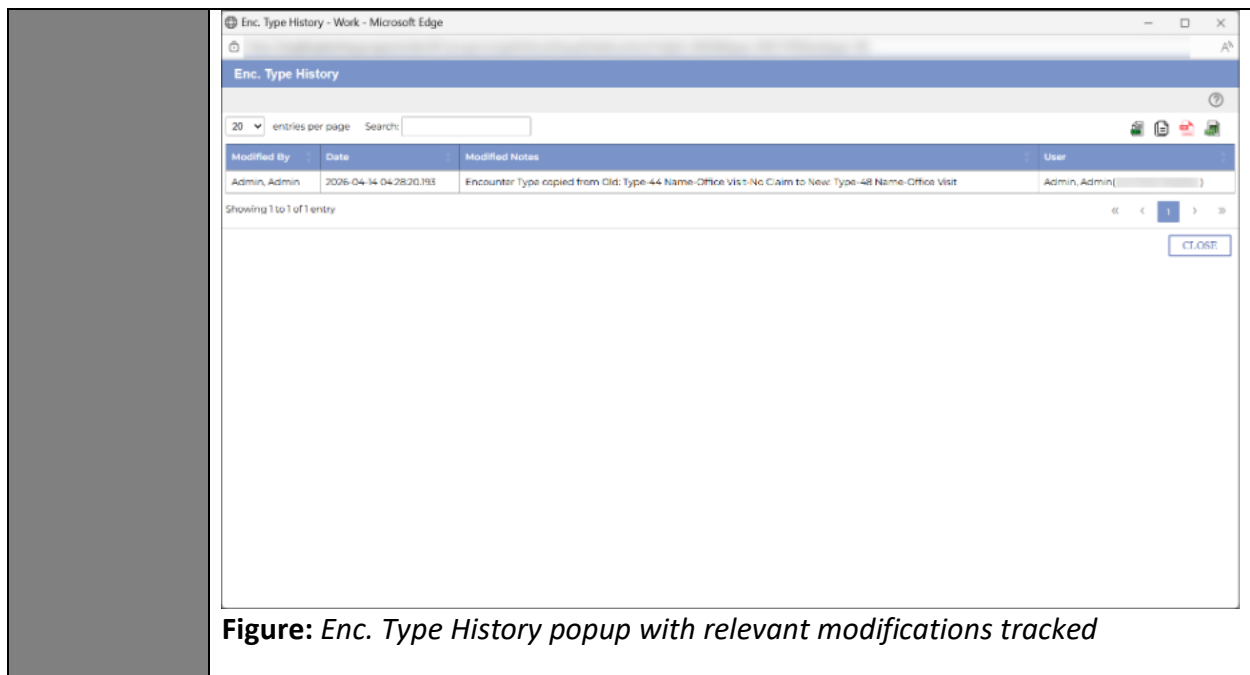 Enc. Type History - Work - Microsoft Edge
Enc. Type History
20 entries per page Search:
Modified By Date Modified Notes User
Admin, Admin 2026-04-14 04:28:20.193 Encounter Type copied from Old: Type-44 Name-Office Visit-No Claim to New: Type-48 Name-Office Visit Admin, Admin( )
Showing 1 to 1 of 1 entry « ‹ 1 › »
CLOSE
Figure: Enc. Type History popup with relevant modifications tracked